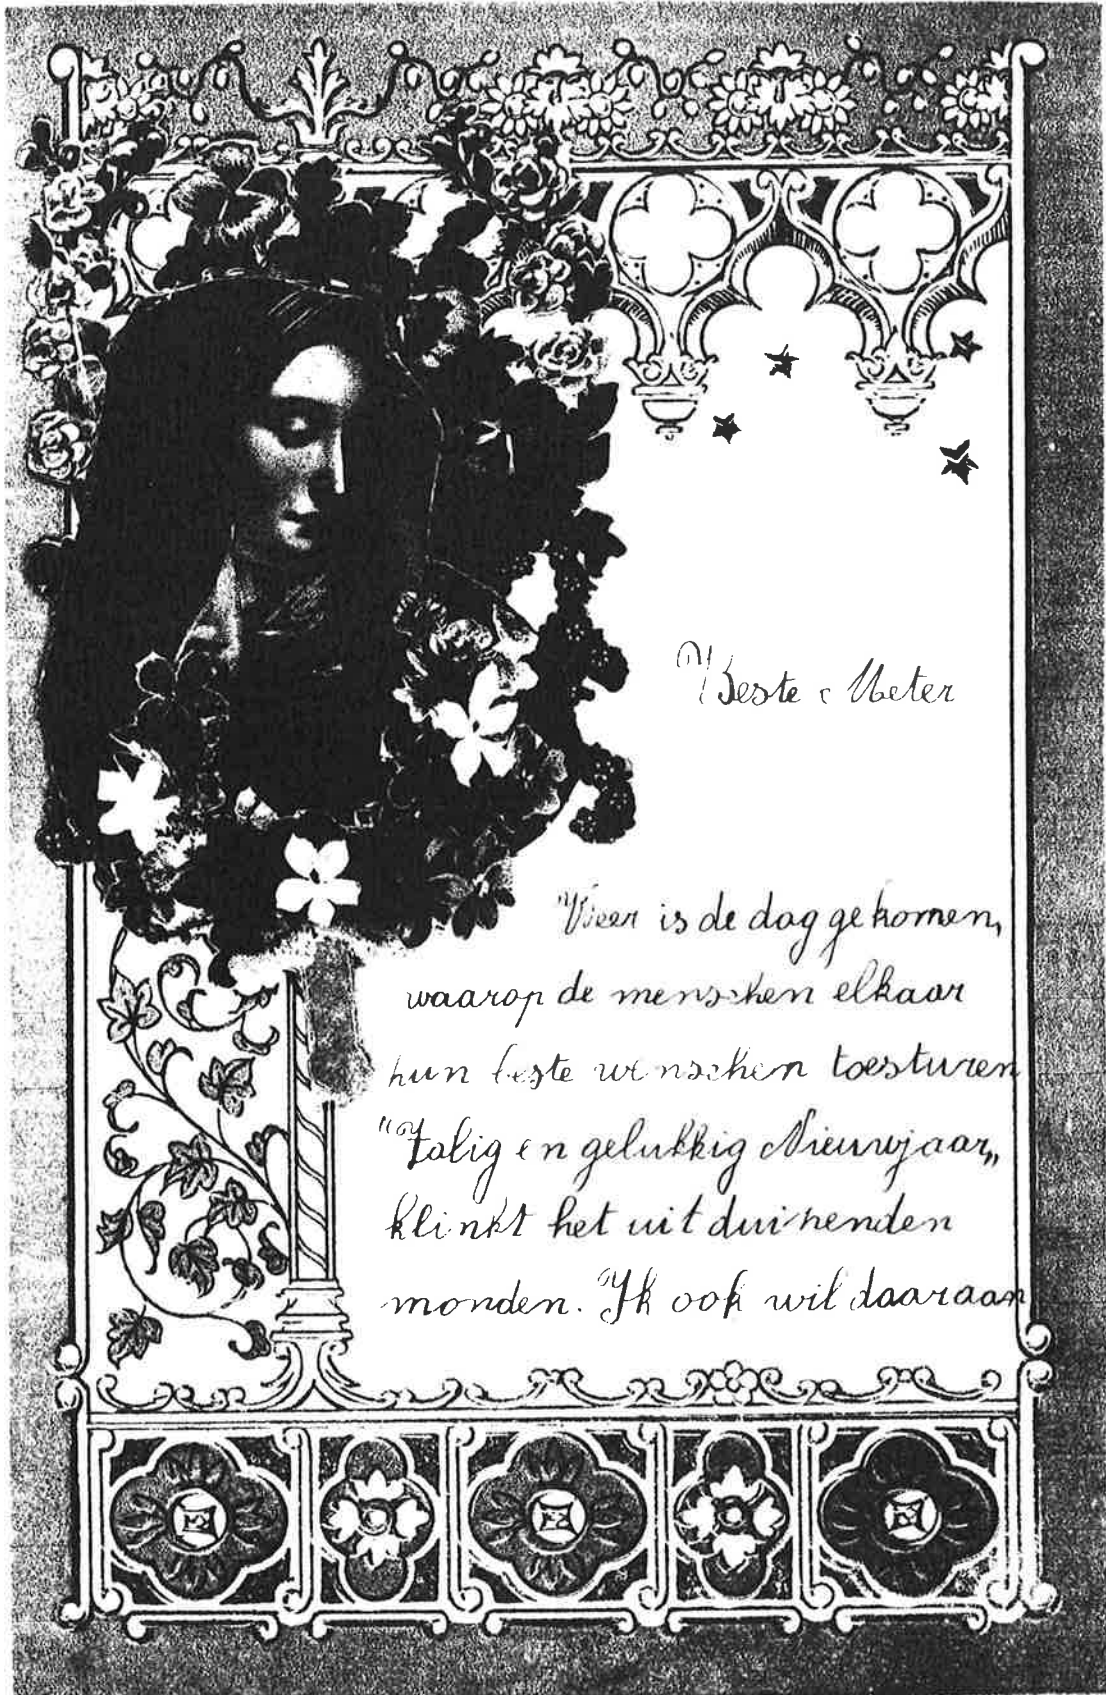 Beste Meter
Weer is de dag gekomen,
waarop de menschen elkaar
hun beste wenschen toesturen
"Zalig en gelukkig Nieuwjaar„
klinkt het uit duizenden
monden. Ik ook wil daaraan